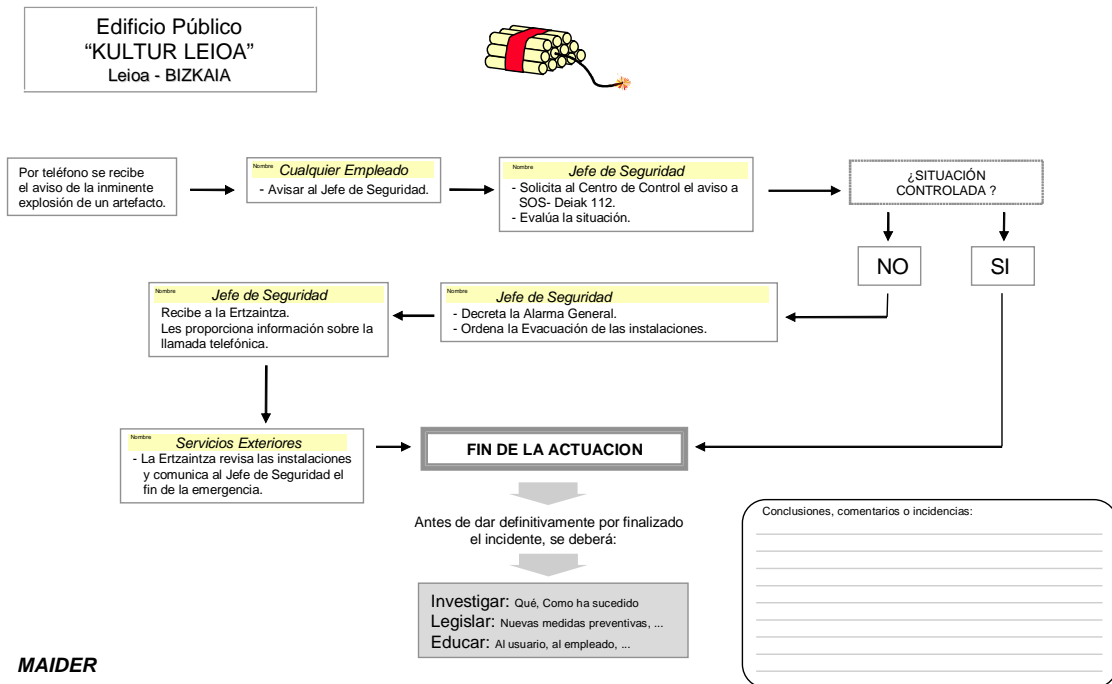 Edificio Público
“KULTUR LEIOA”
Leioa - BIZKAIA
Por teléfono se recibe
el aviso de la inminente
explosión de un artefacto.
Nombre Cualquier Empleado
- Avisar al Jefe de Seguridad.
Nombre Jefe de Seguridad
- Solicita al Centro de Control el aviso a
SOS- Deiak 112.
- Evalúa la situación.
¿SITUACIÓN
CONTROLADA ?
NO
SI
Nombre Jefe de Seguridad
- Decreta la Alarma General.
- Ordena la Evacuación de las instalaciones.
Nombre Jefe de Seguridad
Recibe a la Ertzaintza.
Les proporciona información sobre la
llamada telefónica.
Nombre Servicios Exteriores
- La Ertzaintza revisa las instalaciones
y comunica al Jefe de Seguridad el
fin de la emergencia.
FIN DE LA ACTUACION
Antes de dar definitivamente por finalizado
el incidente, se deberá:
Investigar: Qué, Como ha sucedido
Legislar: Nuevas medidas preventivas, ...
Educar: Al usuario, al empleado, ...
Conclusiones, comentarios o incidencias:
MAIDER